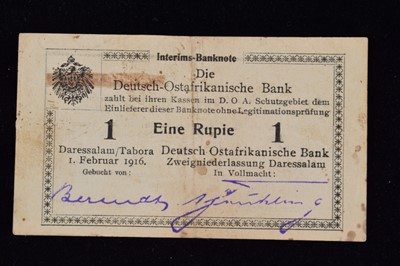 Interims-Banknote
Die
Deutsch-Ostafrikanische Bank
zahlt bei ihren Kassen im D. O A. Schutzgebiet dem
Einlieferer dieser Banknote ohne Legitimationsprüfung
1 Eine Rupie 1
Daressalam/Tabora Deutsch-Ostafrikanische Bank
1. Februar 1916. Zweigniederlassung Daressalam
Gebucht von: In Vollmacht:
Berendt